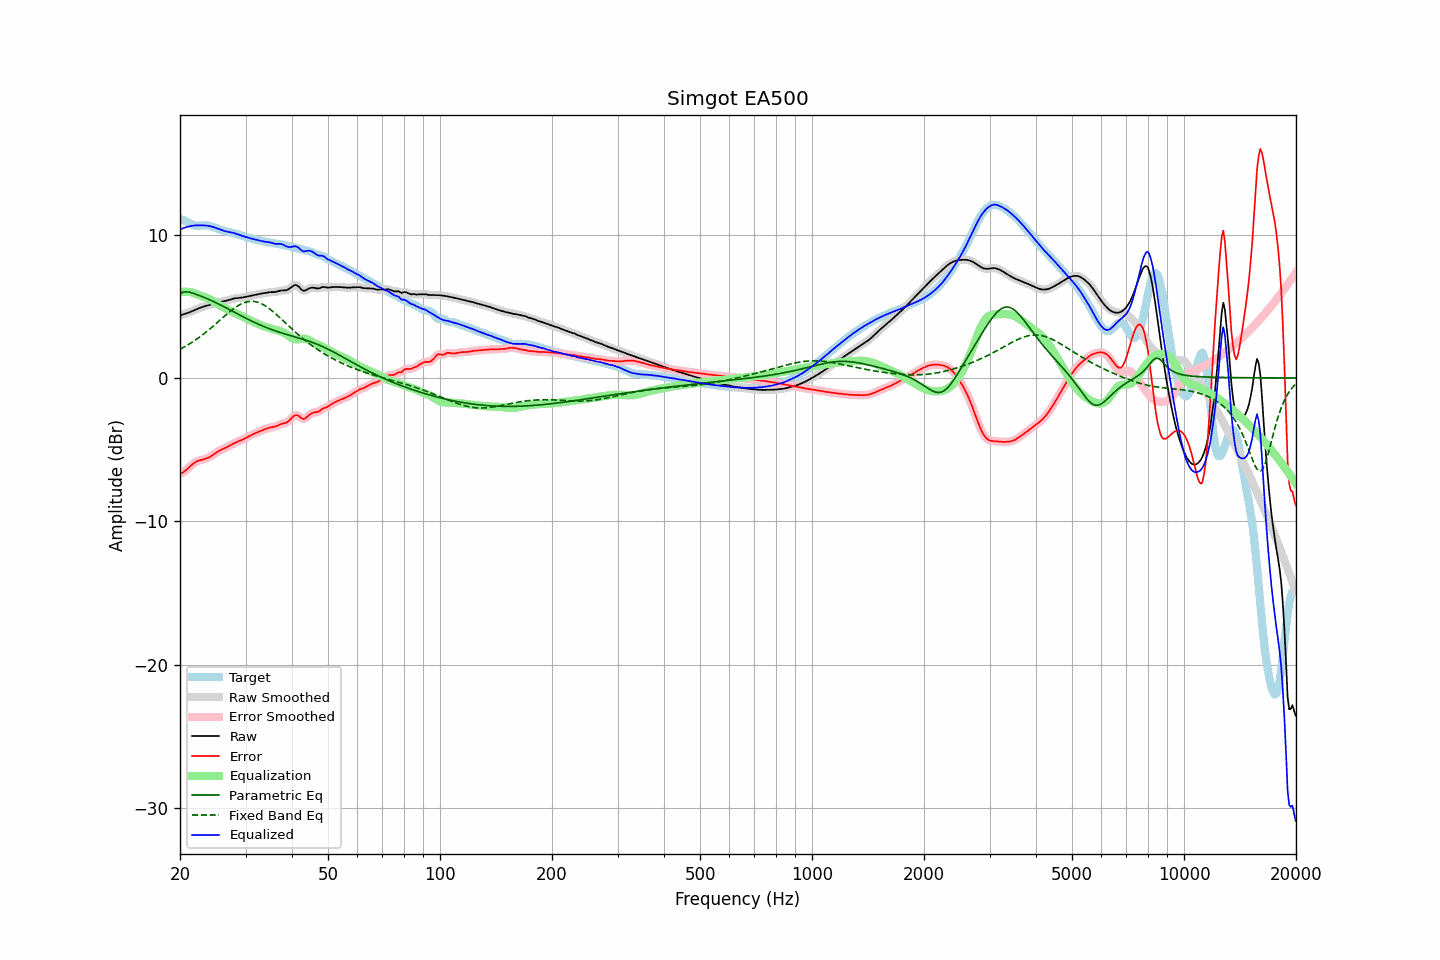 Simgot EA500
Amplitude (dBr)
10
0
−10
−20
−30
Target
Raw Smoothed
Error Smoothed
Raw
Error
Equalization
Parametric Eq
Fixed Band Eq
Equalized
20 50 100 200 500 1000 2000 5000 10000 20000
Frequency (Hz)